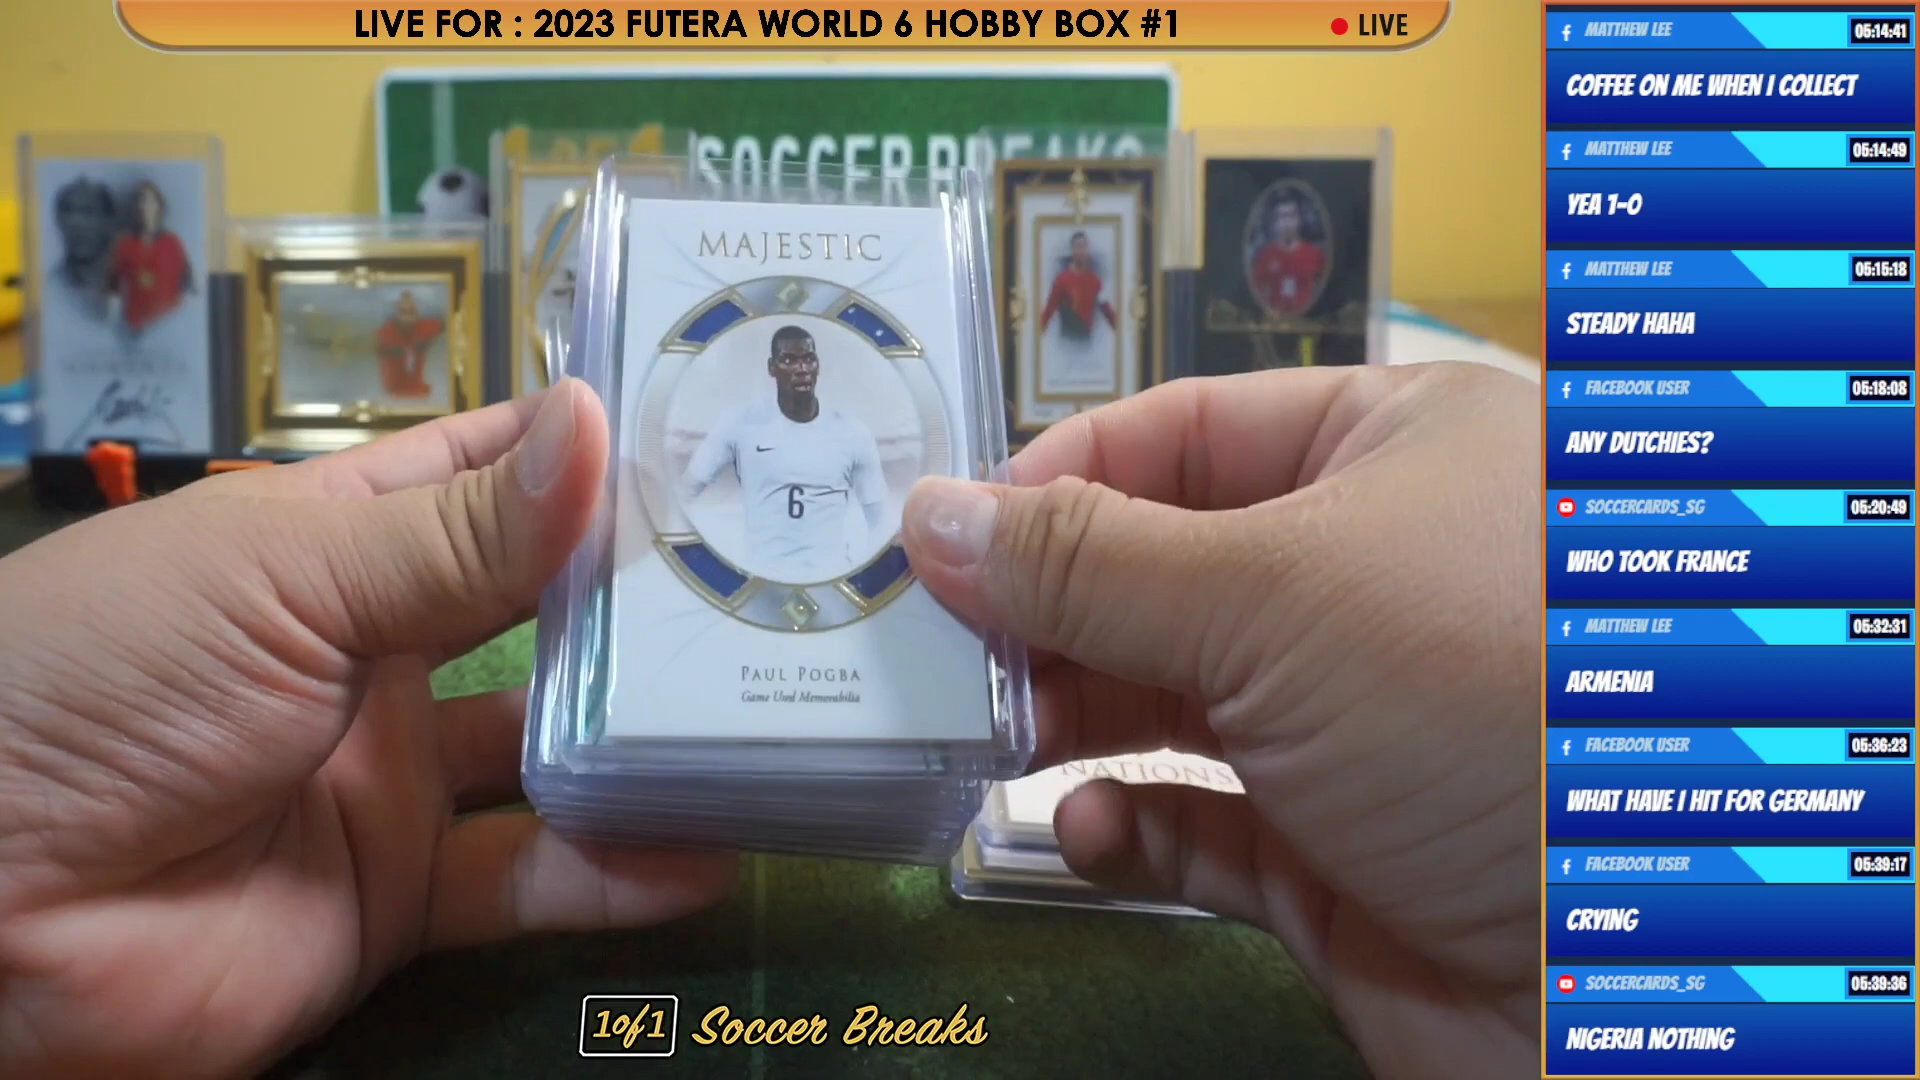 LIVE FOR : 2023 FUTERA WORLD 6 HOBBY BOX #1
LIVE
SOCCER BREAKS
MAJESTIC
6
PAUL POGBA
Game Used Memorabilia
NATIONS
1of1 Soccer Breaks
MATTHEW LEE 05:14:41
COFFEE ON ME WHEN I COLLECT
MATTHEW LEE 05:14:49
YEA 1-0
MATTHEW LEE 05:15:18
STEADY HAHA
FACEBOOK USER 05:18:08
ANY DUTCHIES?
SOCCERCARDS_SG 05:20:49
WHO TOOK FRANCE
MATTHEW LEE 05:32:31
ARMENIA
FACEBOOK USER 05:36:23
WHAT HAVE I HIT FOR GERMANY
FACEBOOK USER 05:39:17
CRYING
SOCCERCARDS_SG 05:39:36
NIGERIA NOTHING